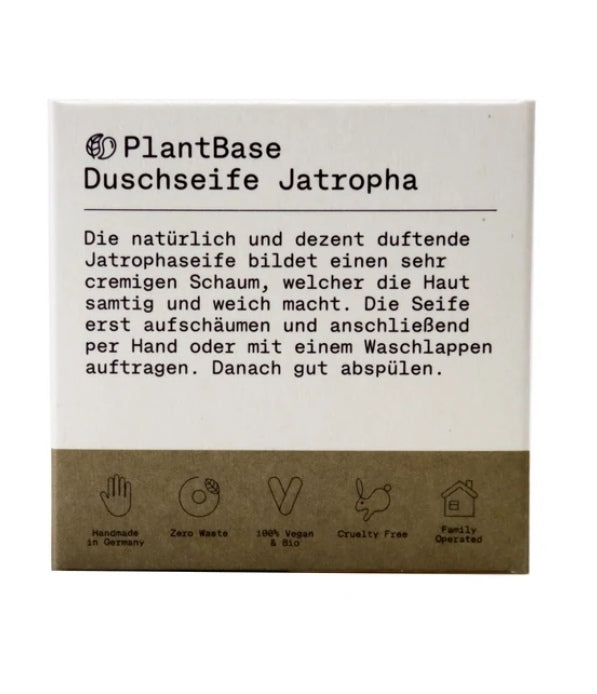 PlantBase
Duschseife Jatropha
Die natürlich und dezent duftende
Jatrophaseife bildet einen sehr
cremigen Schaum, welcher die Haut
samtig und weich macht. Die Seife
erst aufschäumen und anschließend
per Hand oder mit einem Waschlappen
auftragen. Danach gut abspülen.
Handmade
in Germany
Zero Waste
100% Vegan
& Bio
Cruelty Free
Family
Operated